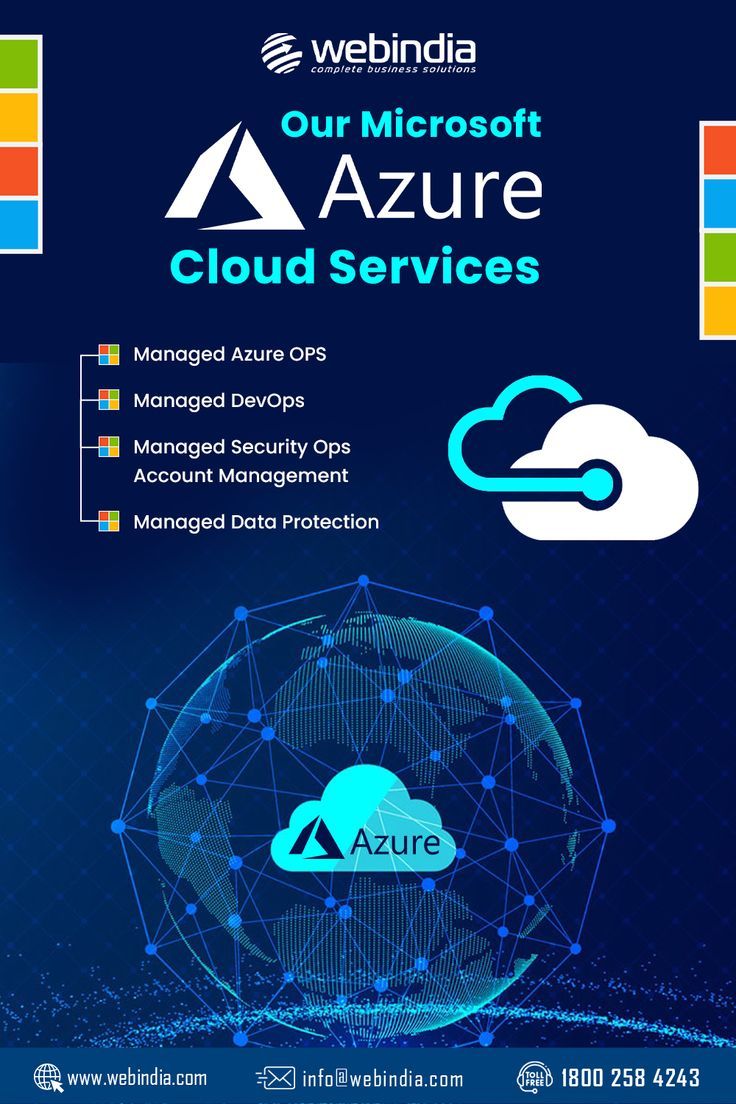 webindia
complete business solutions
Our Microsoft
Azure
Cloud Services
Managed Azure OPS
Managed DevOps
Managed Security Ops
Account Management
Managed Data Protection
Azure
www.webindia.com
info@webindia.com
TOLL
FREE
1800 258 4243